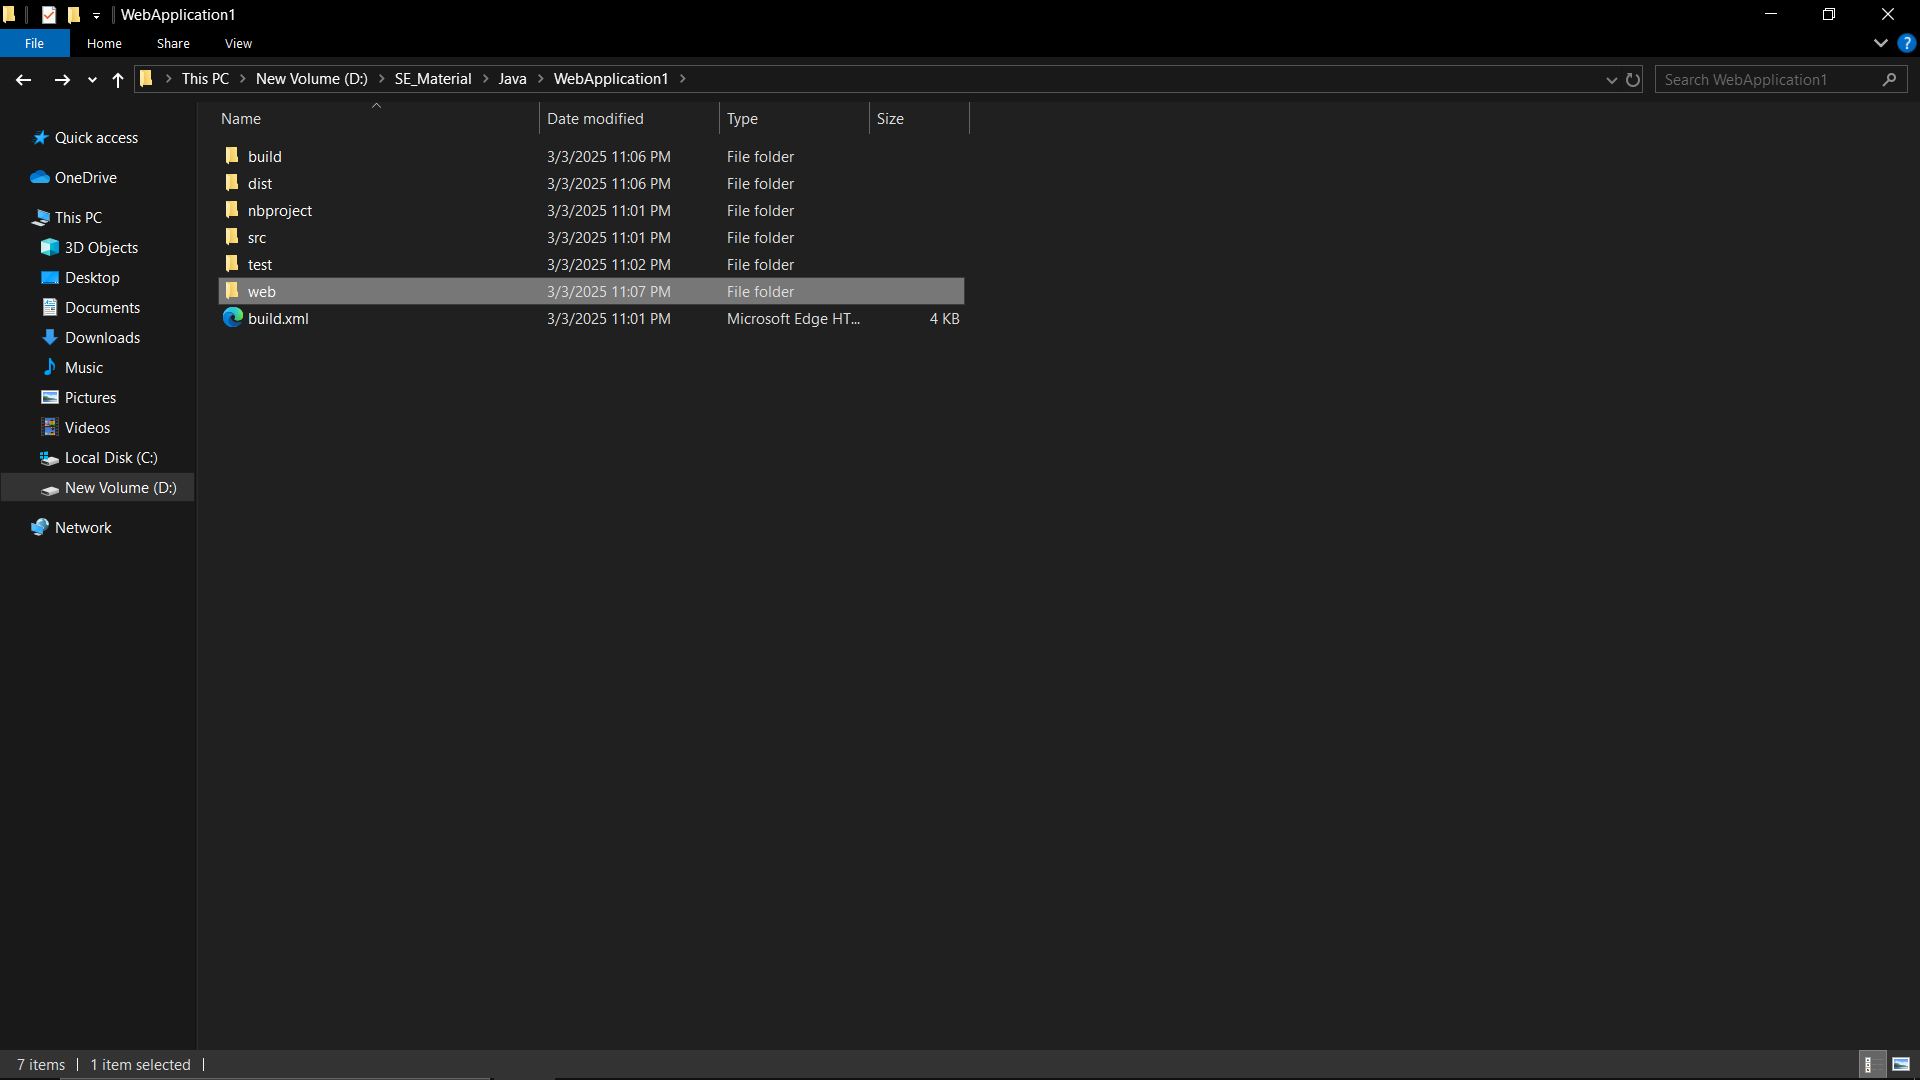 WebApplication1
File Home Share View
This PC New Volume (D:) SE_Material Java WebApplication1
Search WebApplication1
Name Date modified Type Size
Quick access
OneDrive
This PC
3D Objects
Desktop
Documents
Downloads
Music
Pictures
Videos
Local Disk (C:)
New Volume (D:)
Network
build 3/3/2025 11:06 PM File folder
dist 3/3/2025 11:06 PM File folder
nbproject 3/3/2025 11:01 PM File folder
src 3/3/2025 11:01 PM File folder
test 3/3/2025 11:02 PM File folder
web 3/3/2025 11:07 PM File folder
build.xml 3/3/2025 11:01 PM Microsoft Edge HT... 4 KB
7 items 1 item selected